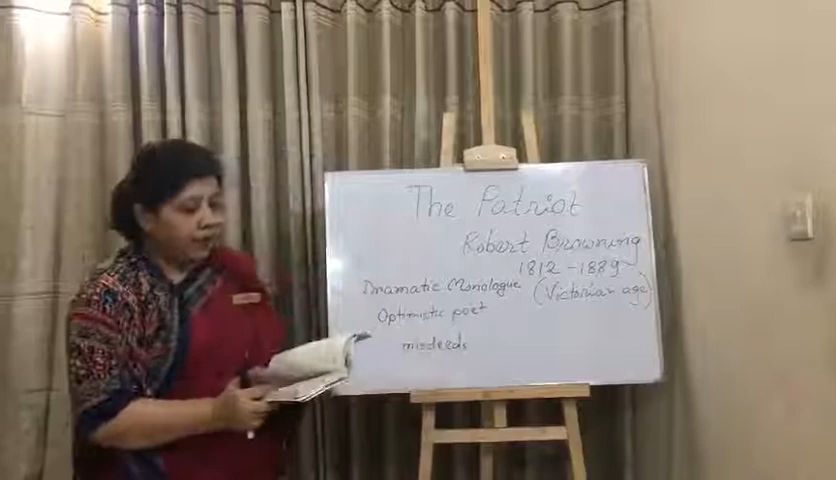 The Patriot
Robert Browning
1812 - 1889
(Victorian age)
Dramatic Monologue
Optimistic poet
misdeeds